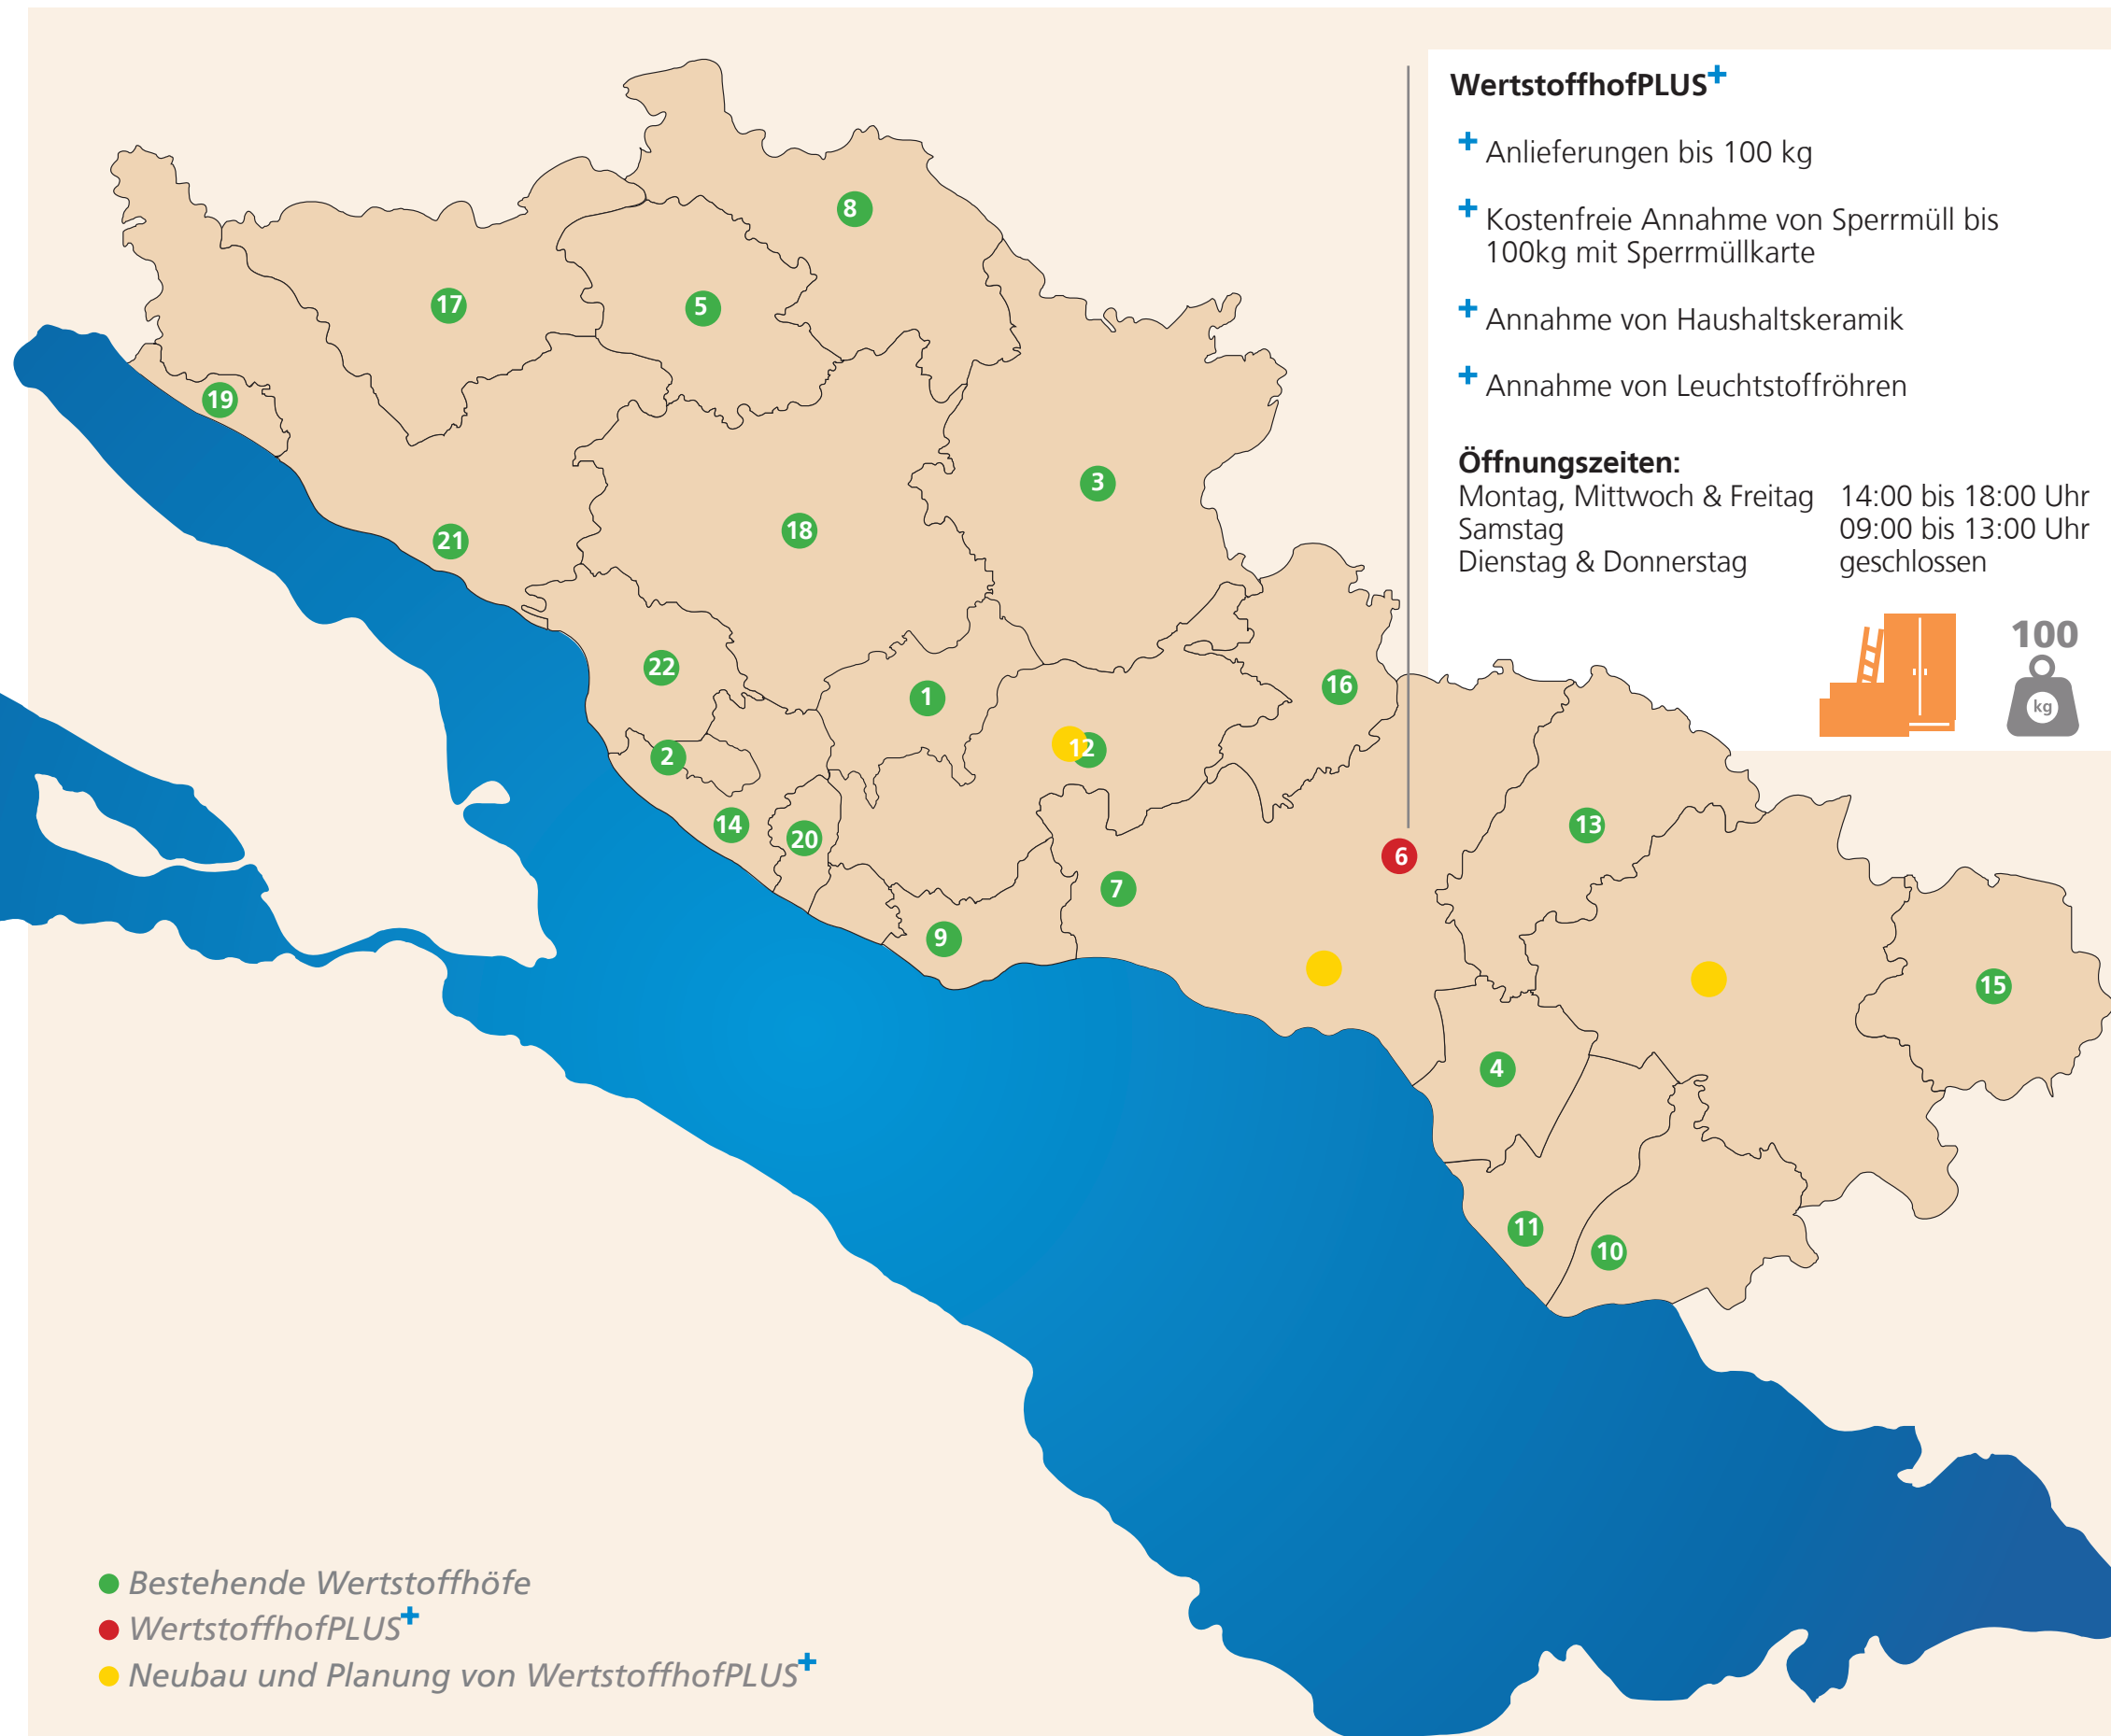 WertstoffhofPLUS+
+ Anlieferungen bis 100 kg
+ Kostenfreie Annahme von Sperrmüll bis
100kg mit Sperrmüllkarte
+ Annahme von Haushaltskeramik
+ Annahme von Leuchtstoffröhren
Öffnungszeiten:
Montag, Mittwoch & Freitag 14:00 bis 18:00 Uhr
Samstag 09:00 bis 13:00 Uhr
Dienstag & Donnerstag geschlossen
100
kg
8
17
5
19
3
18
21
22
1
16
12
2
14
20
13
6
7
9
15
4
11
10
Bestehende Wertstoffhöfe
WertstoffhofPLUS+
Neubau und Planung von WertstoffhofPLUS+